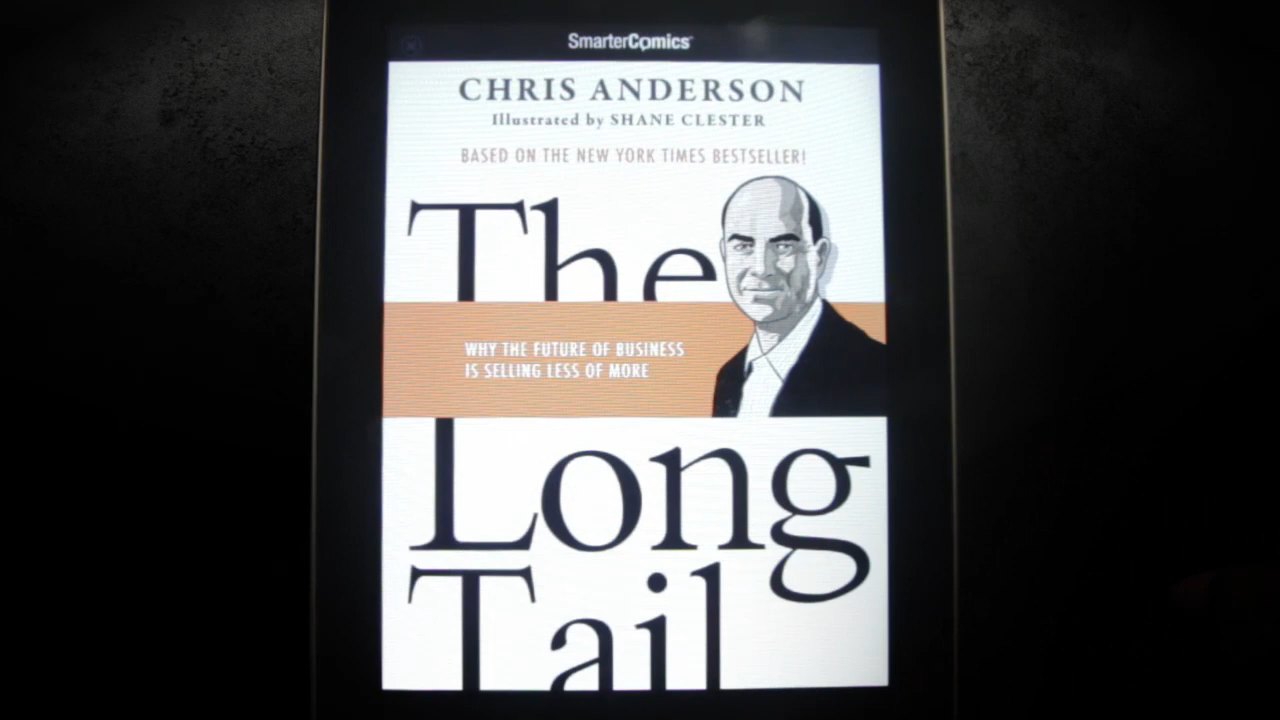 SmarterComics
CHRIS ANDERSON
Illustrated by SHANE CLESTER
BASED ON THE NEW YORK TIMES BESTSELLER!
The
WHY THE FUTURE OF BUSINESS
IS SELLING LESS OF MORE
Long
Tail